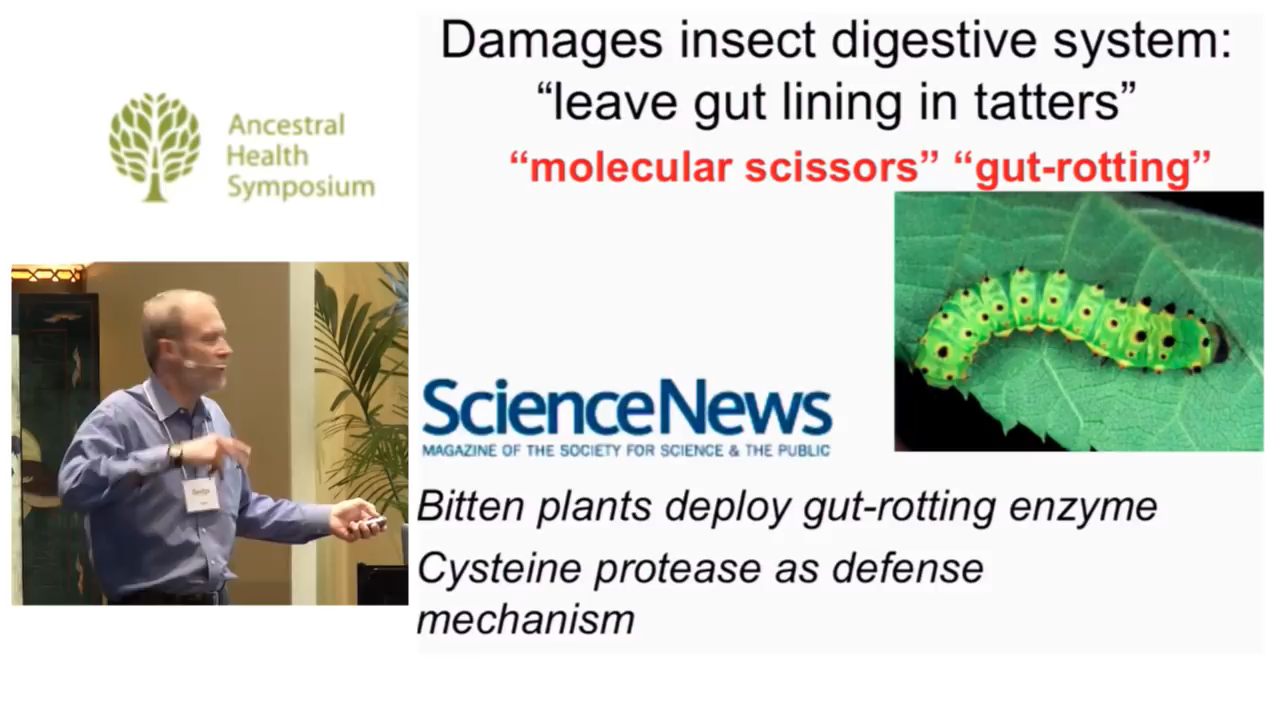 Damages insect digestive system:
“leave gut lining in tatters”
“molecular scissors” “gut-rotting”
Ancestral
Health
Symposium
ScienceNews
MAGAZINE OF THE SOCIETY FOR SCIENCE & THE PUBLIC
Bitten plants deploy gut-rotting enzyme
Cysteine protease as defense
mechanism